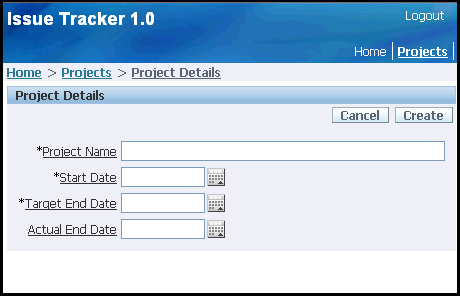 Issue Tracker 1.0
Logout
Home Projects
Home > Projects > Project Details
Project Details
Cancel Create
*Project Name
*Start Date
*Target End Date
Actual End Date